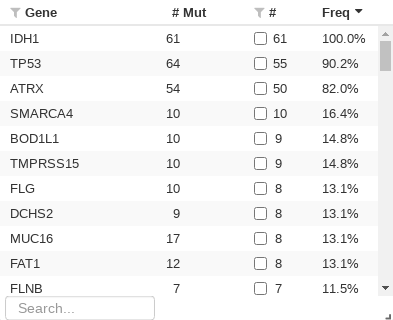 Gene # Mut # Freq
IDH1 61 61 100.0%
TP53 64 55 90.2%
ATRX 54 50 82.0%
SMARCA4 10 10 16.4%
BOD1L1 10 9 14.8%
TMPRSS15 10 9 14.8%
FLG 10 8 13.1%
DCHS2 9 8 13.1%
MUC16 17 8 13.1%
FAT1 12 8 13.1%
FLNB 7 7 11.5%
Search...